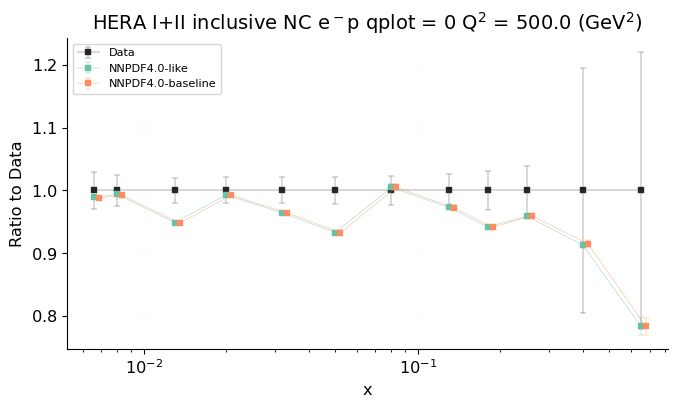 HERA I+II inclusive NC e⁻p qplot = 0 Q² = 500.0 (GeV²)
Data
NNPDF4.0-like
NNPDF4.0-baseline
Ratio to Data
1.2
1.1
1.0
0.9
0.8
10⁻² 10⁻¹
x